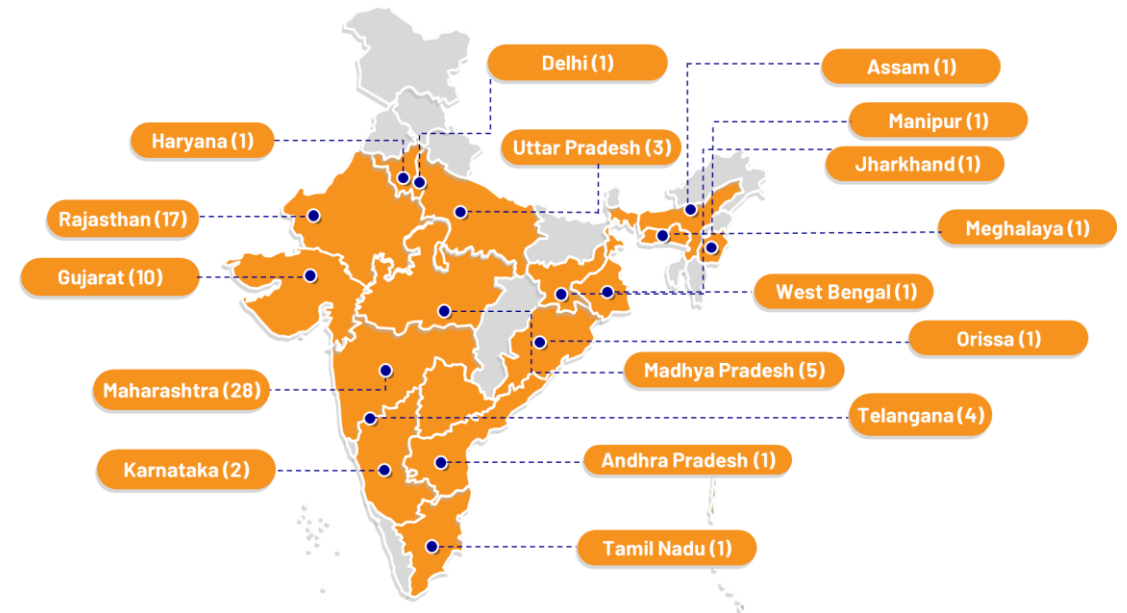 Delhi (1)
Assam (1)
Haryana (1)
Manipur (1)
Uttar Pradesh (3)
Jharkhand (1)
Rajasthan (17)
Meghalaya (1)
Gujarat (10)
West Bengal (1)
Orissa (1)
Madhya Pradesh (5)
Maharashtra (28)
Telangana (4)
Andhra Pradesh (1)
Karnataka (2)
Tamil Nadu (1)